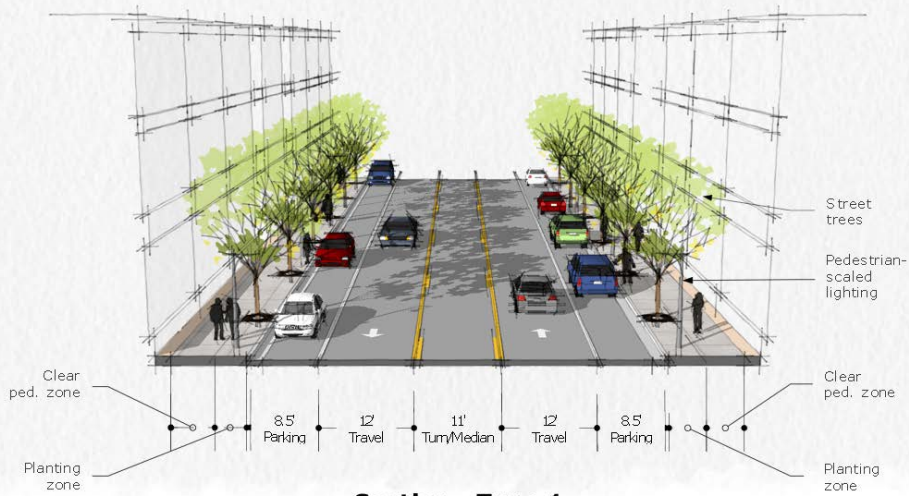 Street
trees
Pedestrian-
scaled
lighting
Clear
ped. zone
Clear
ped. zone
8.5' 12' 11' 12' 8.5'
Parking Travel Turn/Median Travel Parking
Planting
zone
Planting
zone